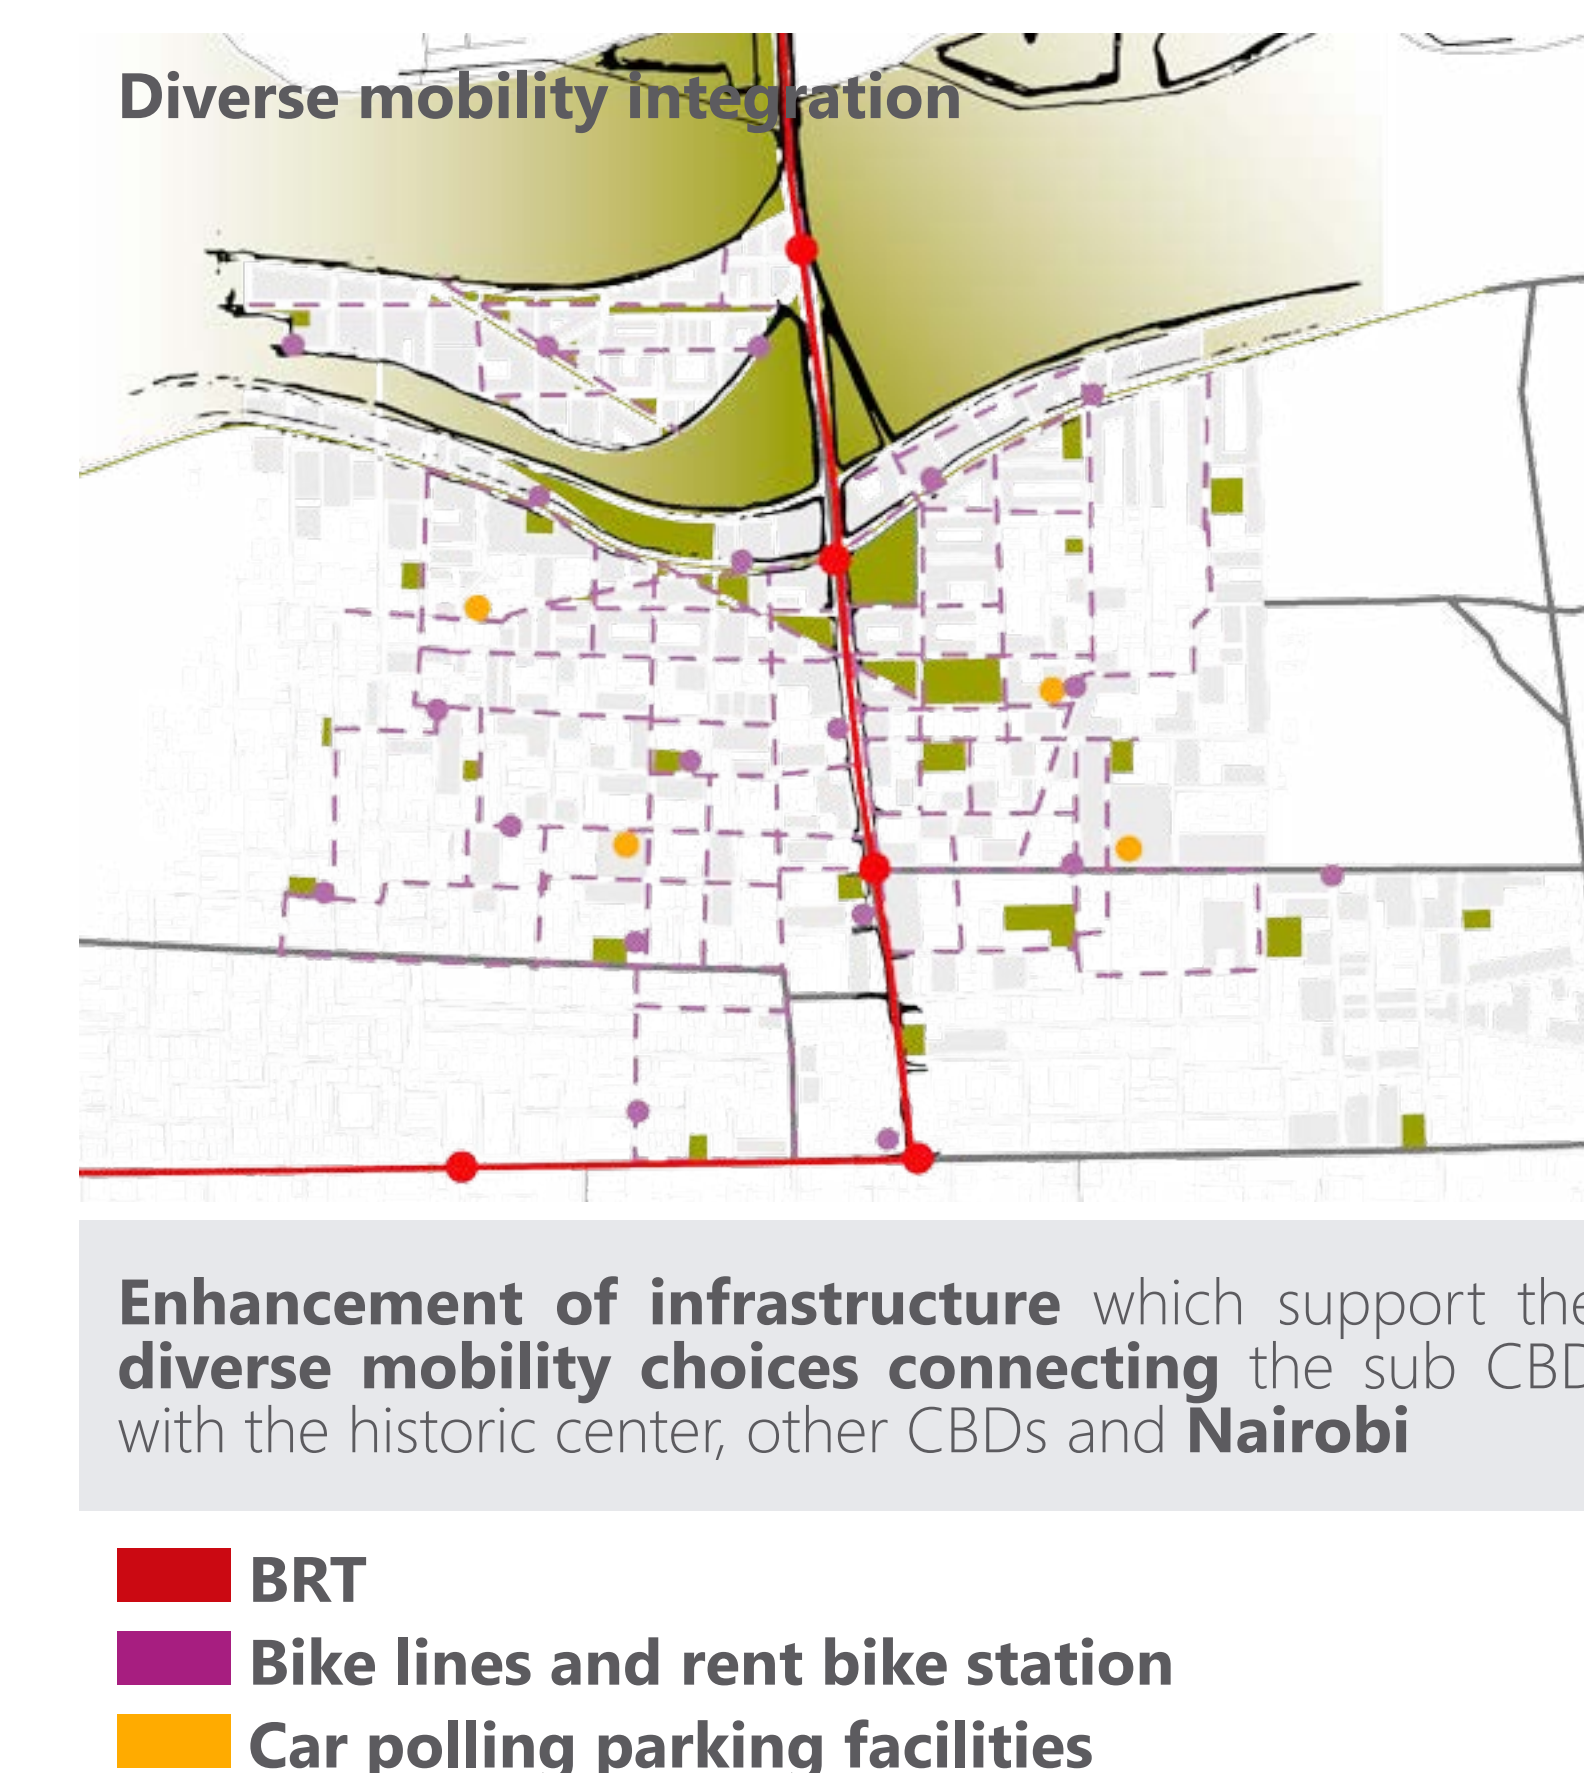 Diverse mobility integration
Enhancement of infrastructure which support the
diverse mobility choices connecting the sub CBD
with the historic center, other CBDs and Nairobi
BRT
Bike lines and rent bike station
Car polling parking facilities